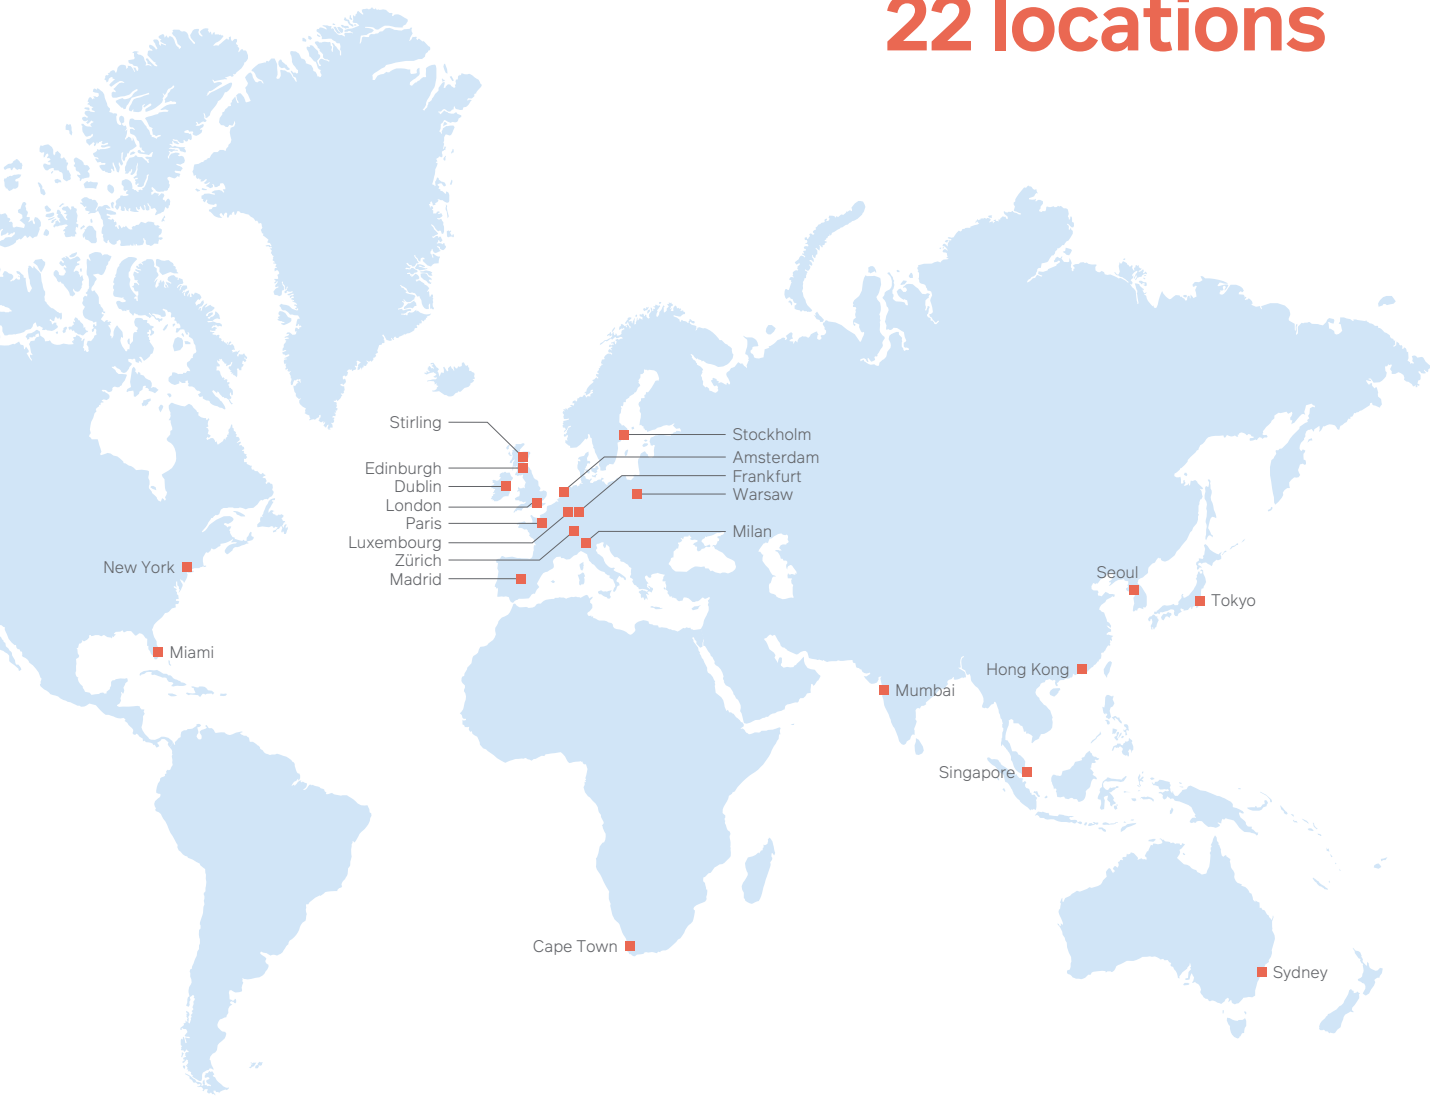 22 locations
Stirling
Stockholm
Amsterdam
Edinburgh
Frankfurt
Dublin
Warsaw
London
Paris
Milan
Luxembourg
Zürich
New York
Seoul
Madrid
Tokyo
Miami
Hong Kong
Mumbai
Singapore
Cape Town
Sydney